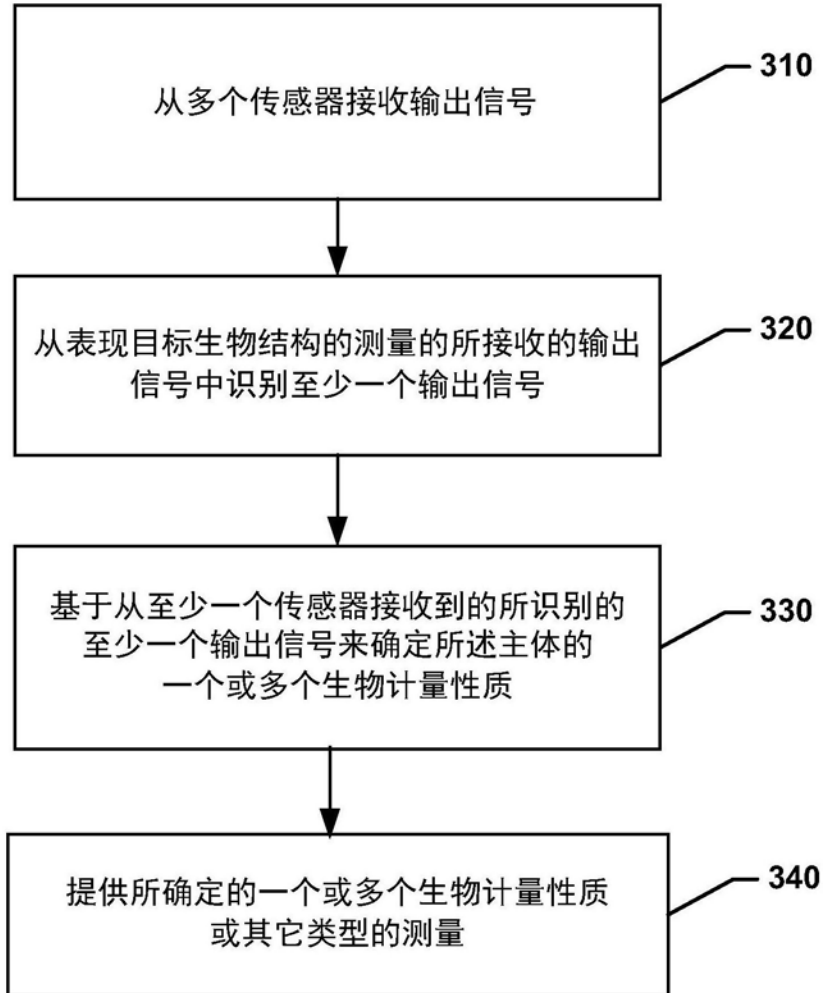 从多个传感器接收输出信号
310
从表现目标生物结构的测量的所接收的输出
信号中识别至少一个输出信号
320
基于从至少一个传感器接收到的所识别的
至少一个输出信号来确定所述主体的
一个或多个生物计量性质
330
提供所确定的一个或多个生物计量性质
或其它类型的测量
340